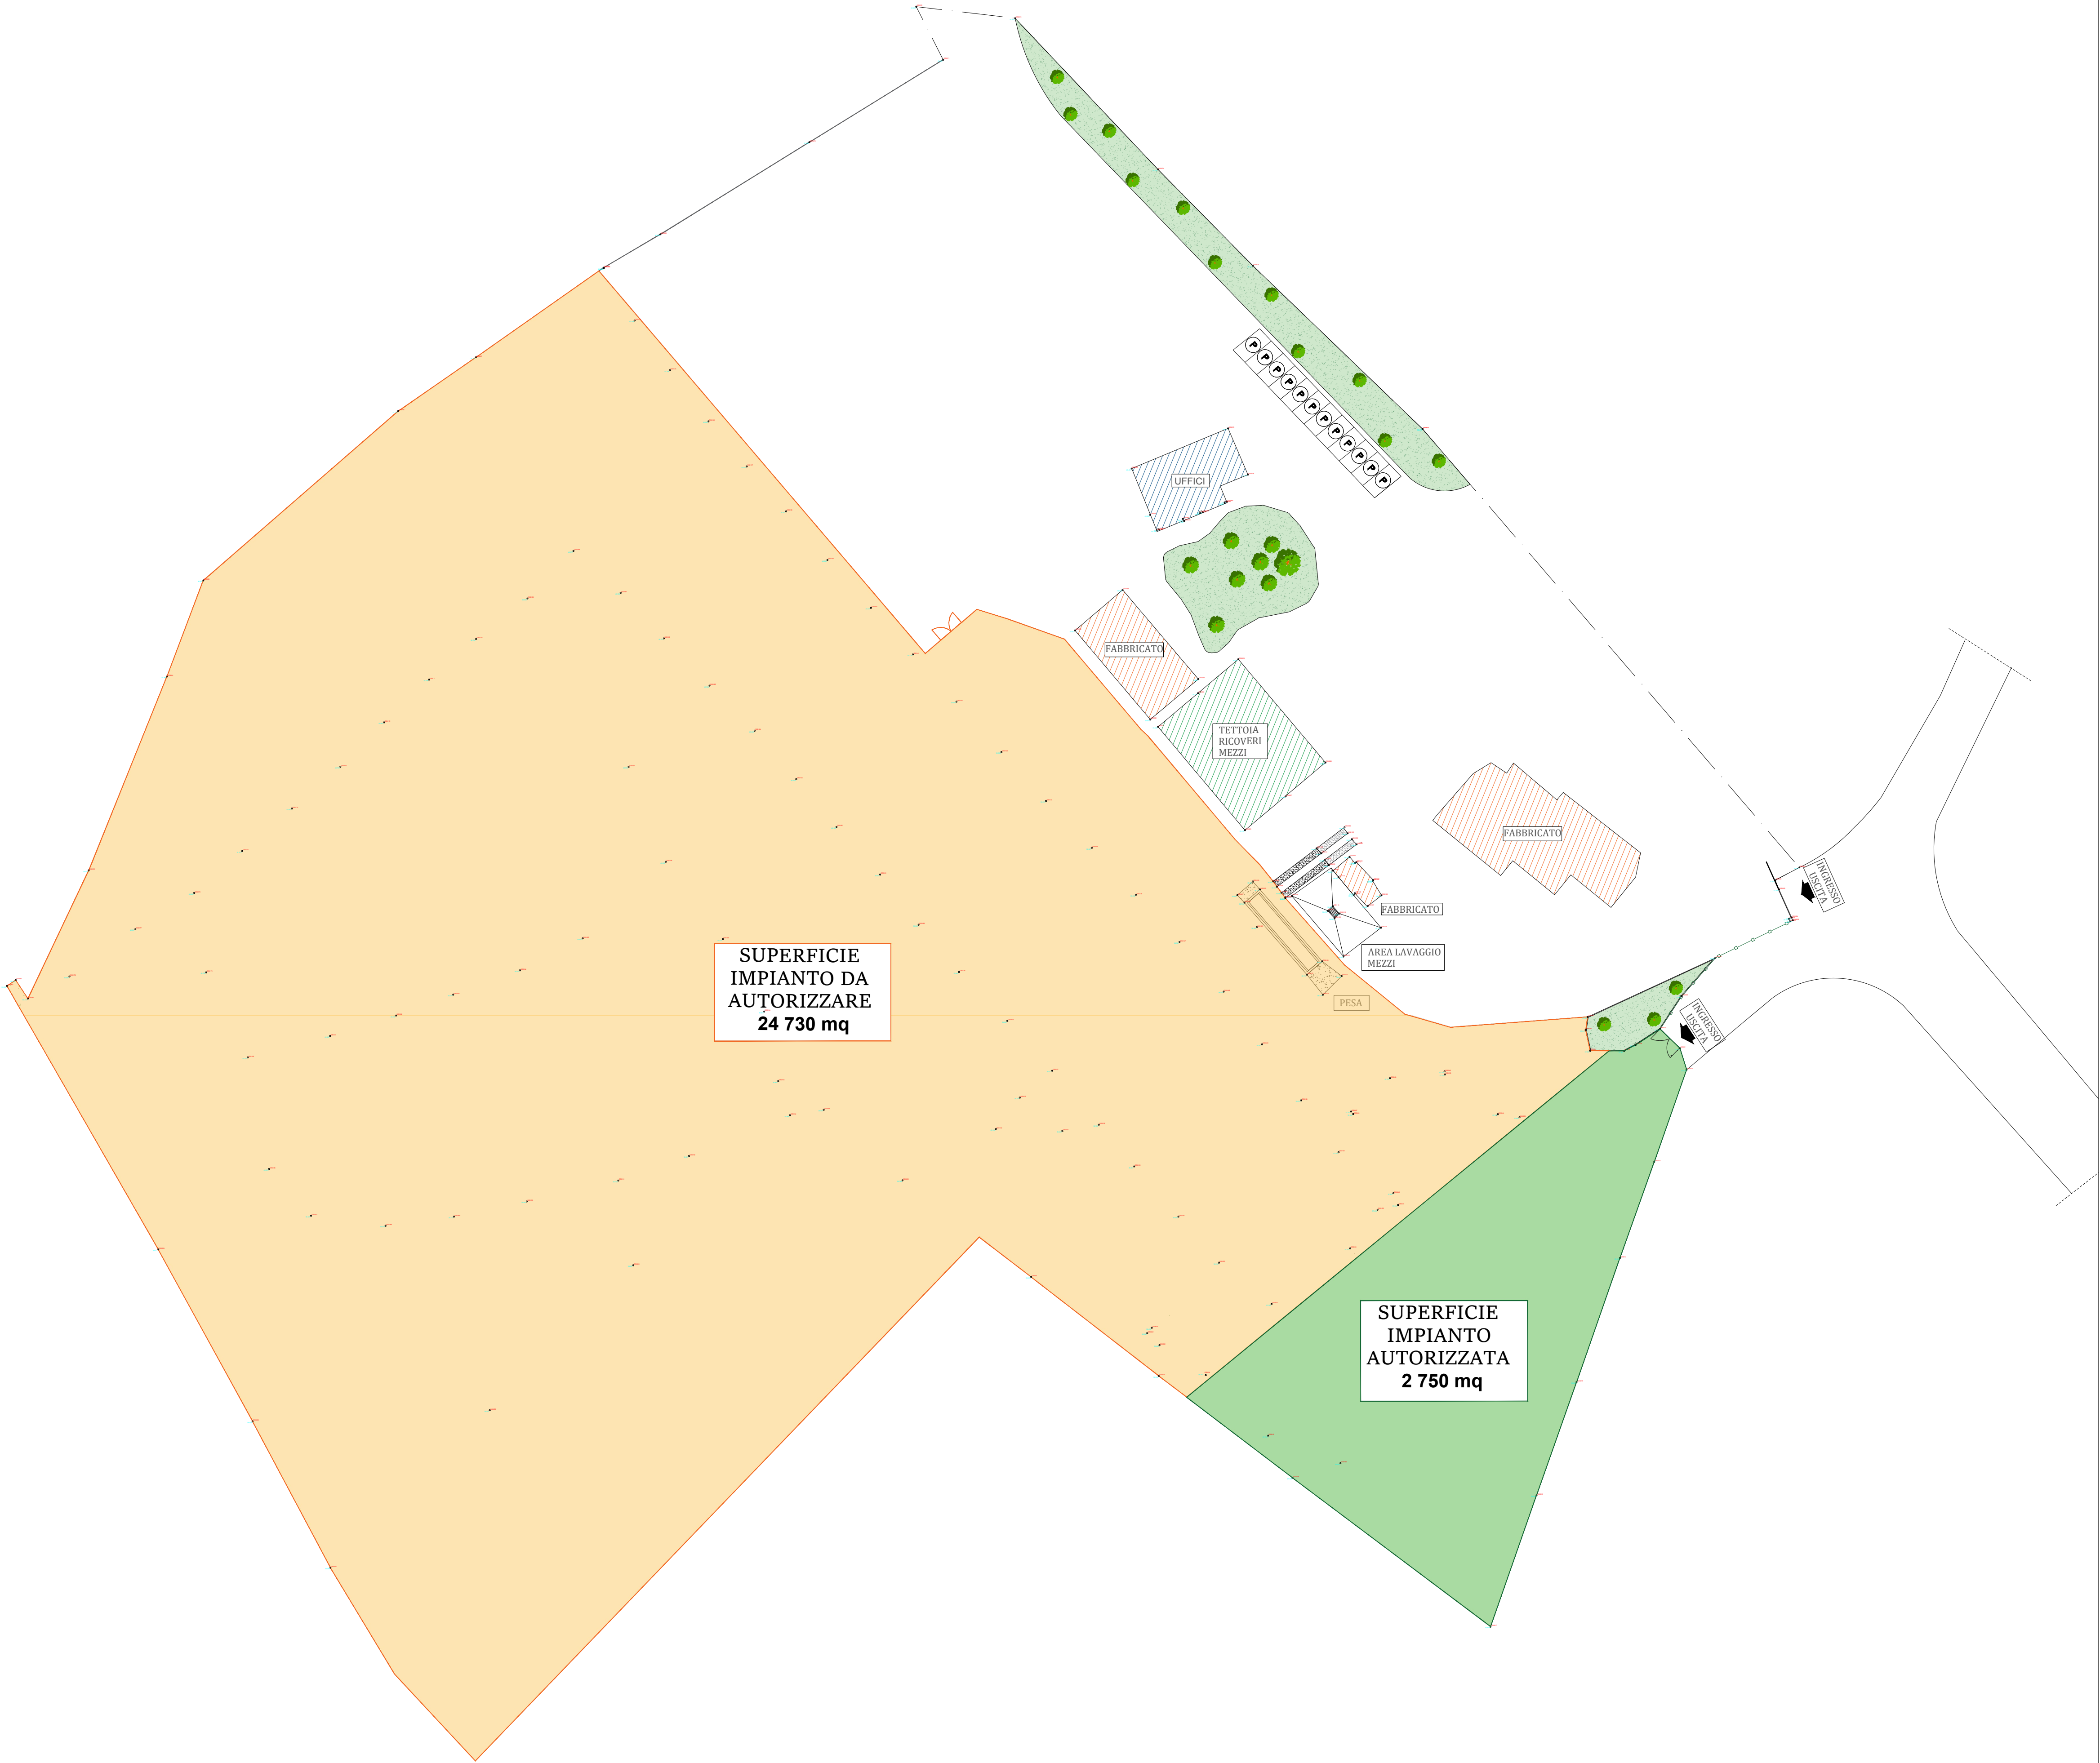 P
P
P
P
P
P
P
P
P
P
P
P
UFFICI
FABBRICATO
TETTOIA
RICOVERI
MEZZI
FABBRICATO
INGRESSO
USCITA
FABBRICATO
AREA LAVAGGIO
MEZZI
PESA
INGRESSO
USCITA
SUPERFICIE
IMPIANTO DA
AUTORIZZARE
24 730 mq
SUPERFICIE
IMPIANTO
AUTORIZZATA
2 750 mq